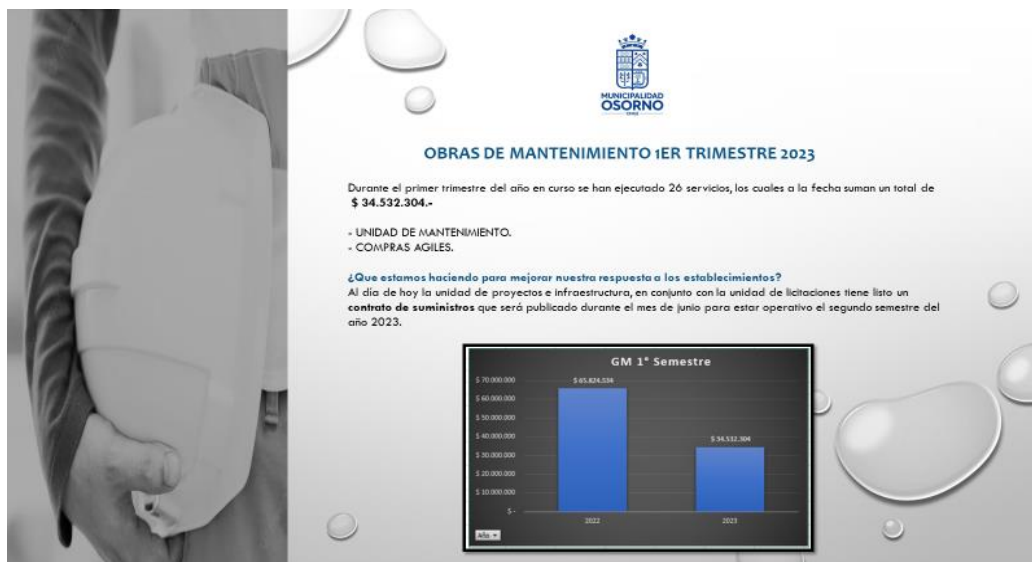 MUNICIPALIDAD
OSORNO
OBRAS DE MANTENIMIENTO 1ER TRIMESTRE 2023
Durante el primer trimestre del año en curso se han ejecutado 26 servicios, los cuales a la fecha suman un total de
$ 34.532.304.-
- UNIDAD DE MANTENIMIENTO.
- COMPRAS AGILES.
¿Que estamos haciendo para mejorar nuestra respuesta a los establecimientos?
Al día de hoy la unidad de proyectos e infraestructura, en conjunto con la unidad de licitaciones tiene listo un
contrato de suministros que será publicado durante el mes de junio para estar operativo el segundo semestre del
año 2023.
GM 1° Semestre
$ 70.000.000
$ 65.824.534
$ 60.000.000
$ 50.000.000
$ 40.000.000
$ 34.532.304
$ 30.000.000
$ 20.000.000
$ 10.000.000
$ -
2022
2023
Año